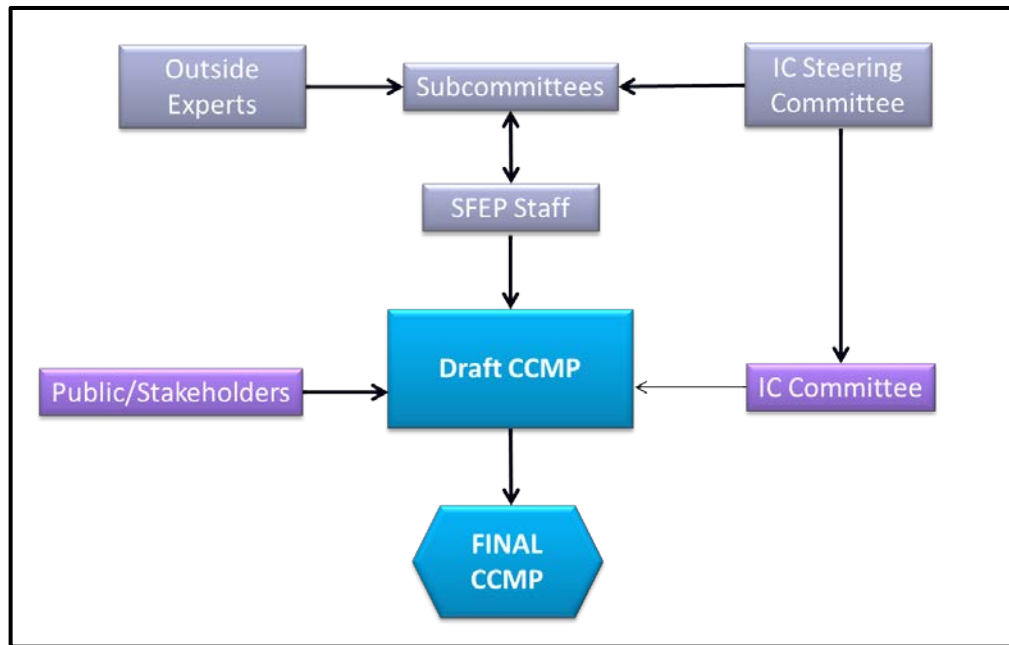 Outside
Experts
Subcommittees
IC Steering
Committee
SFEP Staff
Draft CCMP
Public/Stakeholders
IC Committee
FINAL
CCMP